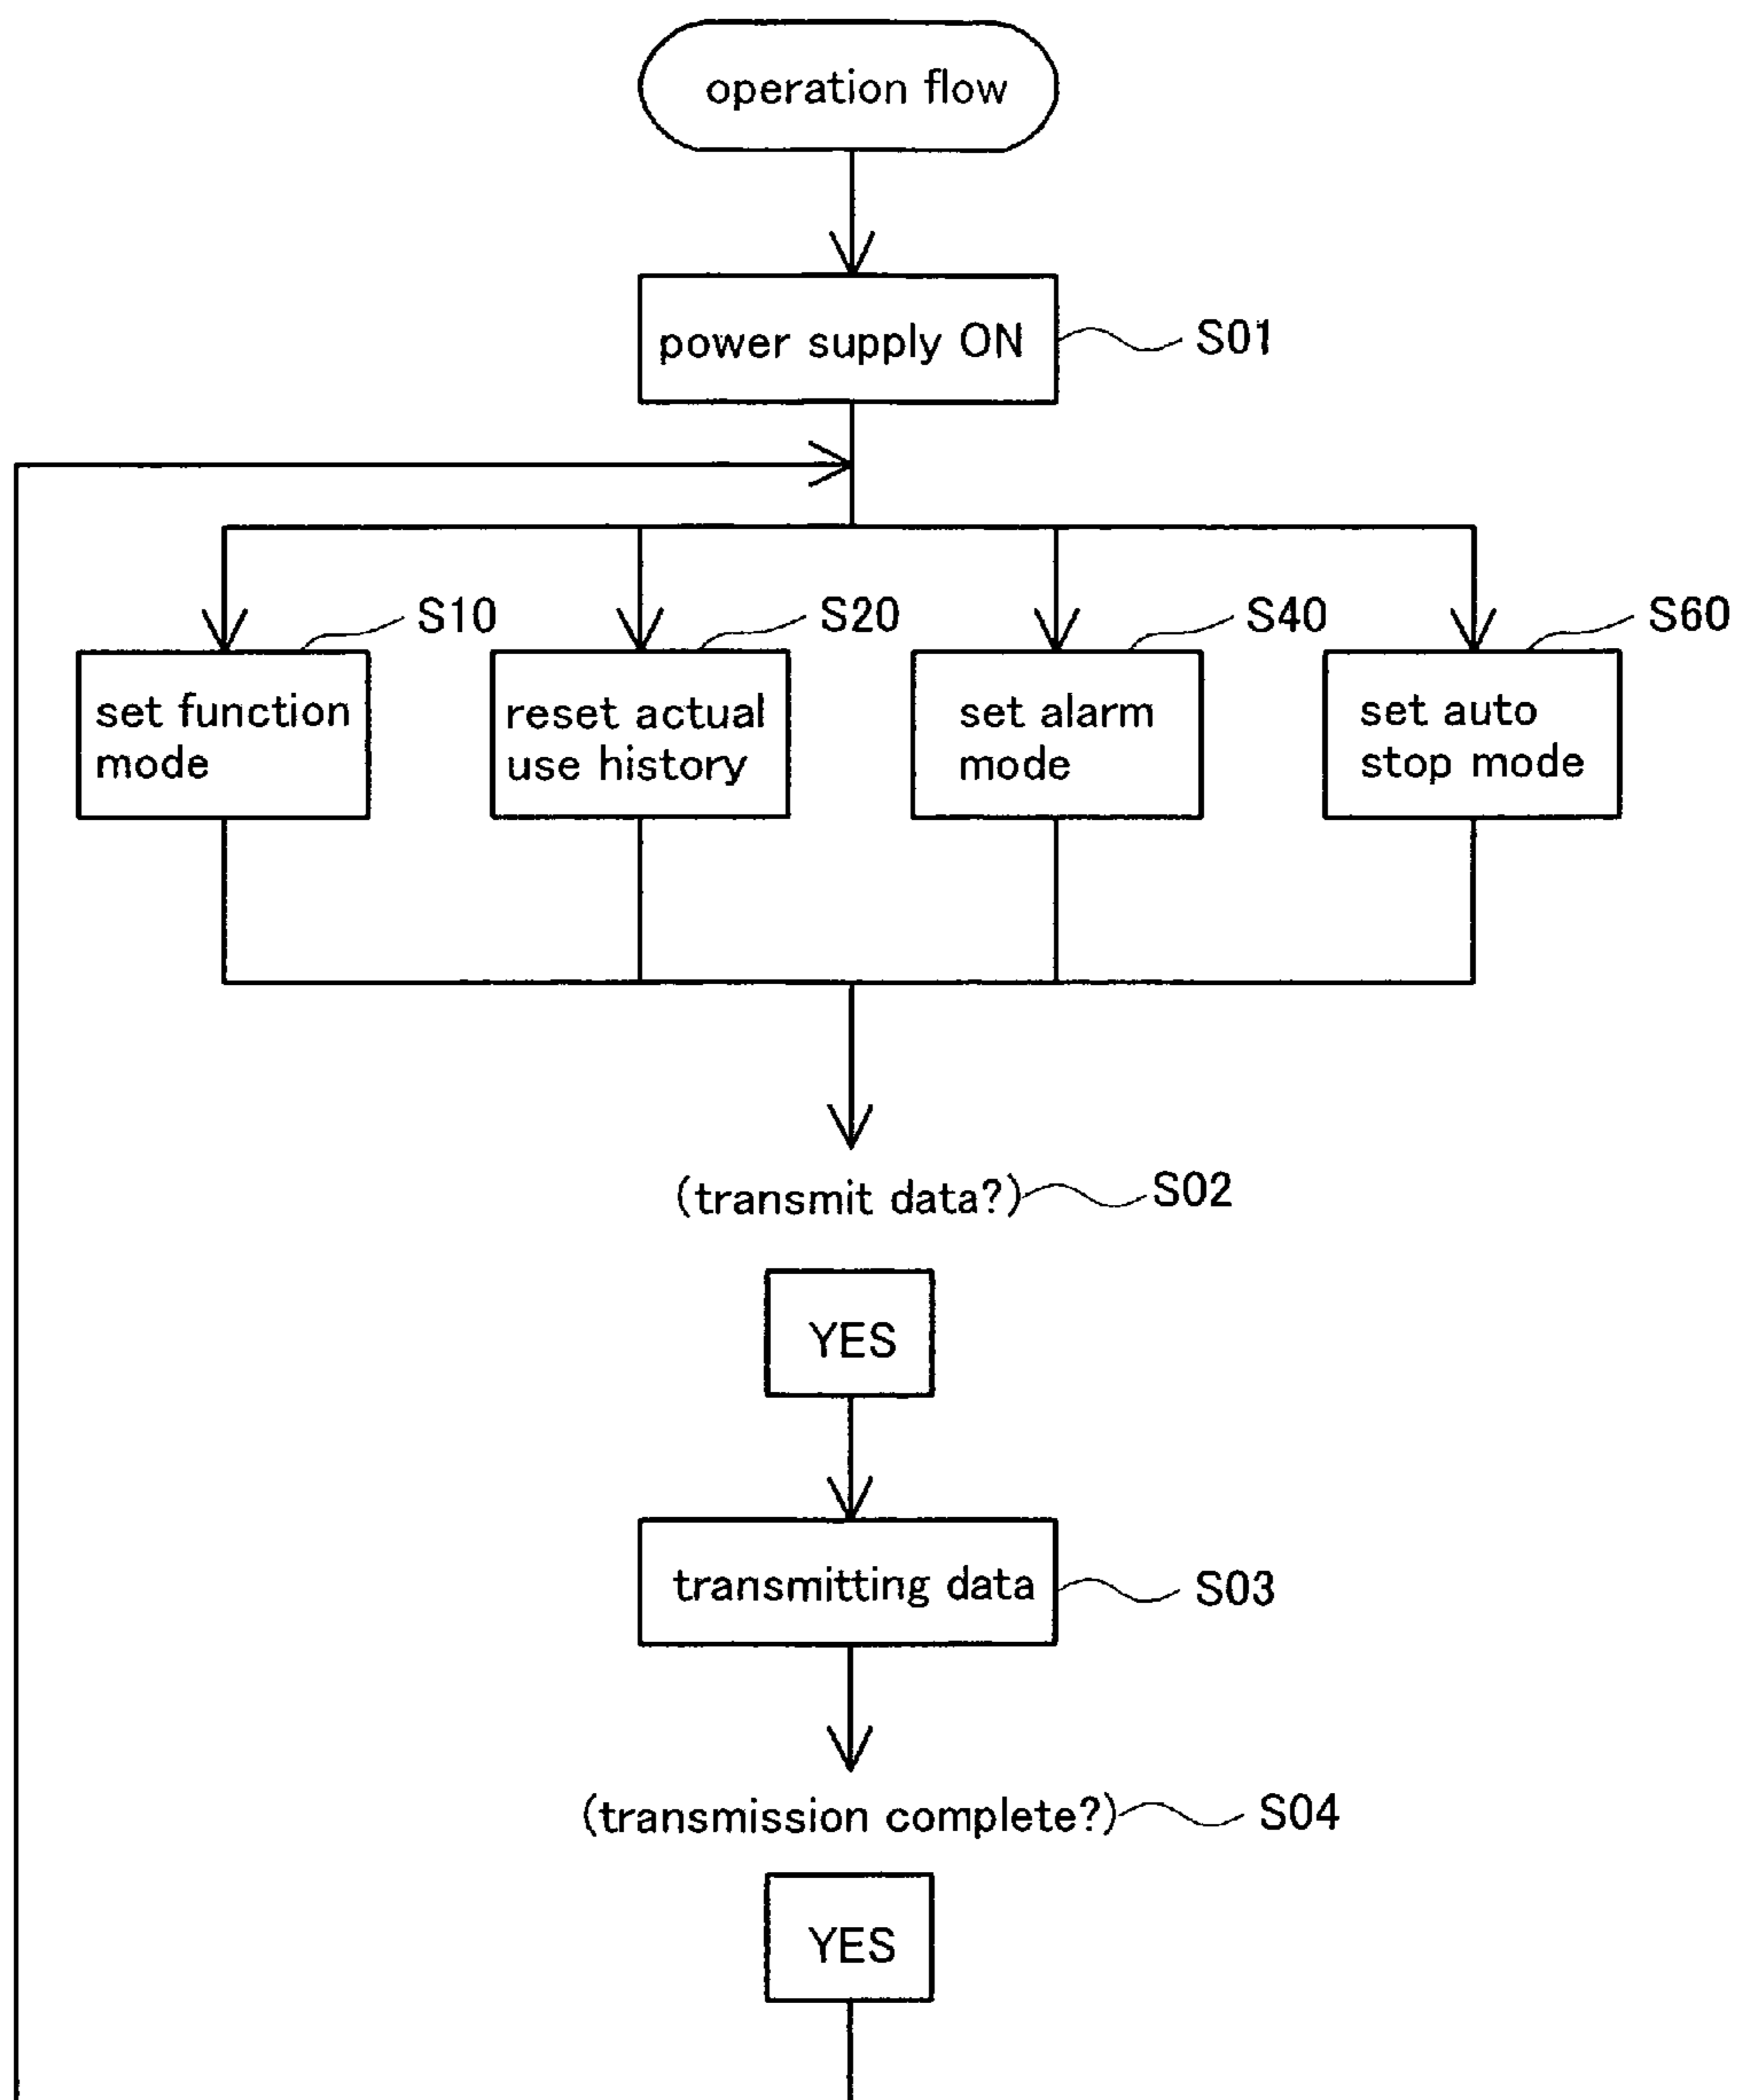 operation flow
power supply ON
S01
S10
S20
S40
S60
set function
mode
reset actual
use history
set alarm
mode
set auto
stop mode
(transmit data?)
S02
YES
transmitting data
S03
(transmission complete?)
S04
YES